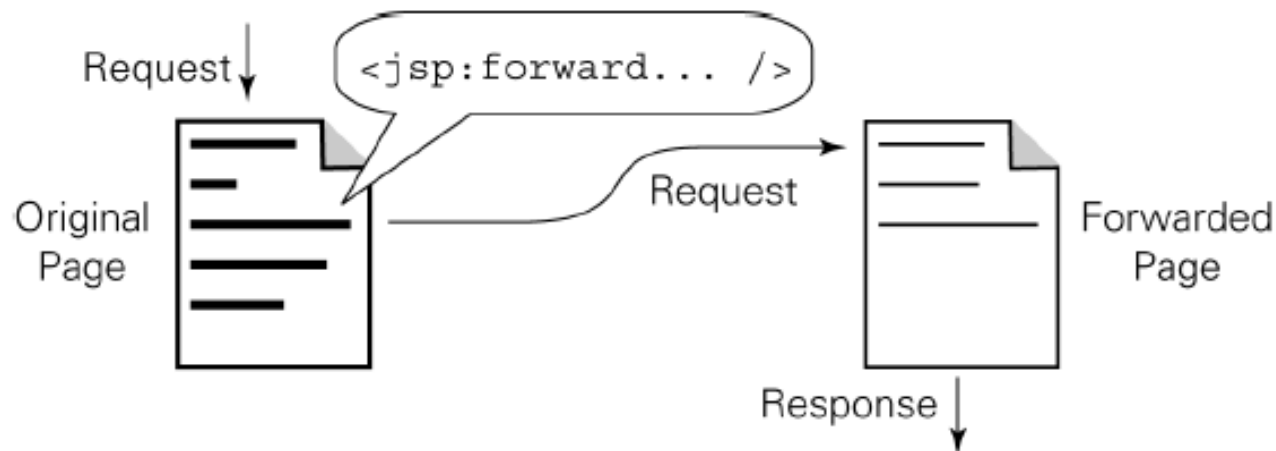 Request
<jsp:forward... />
Original
Page
Request
Forwarded
Page
Response